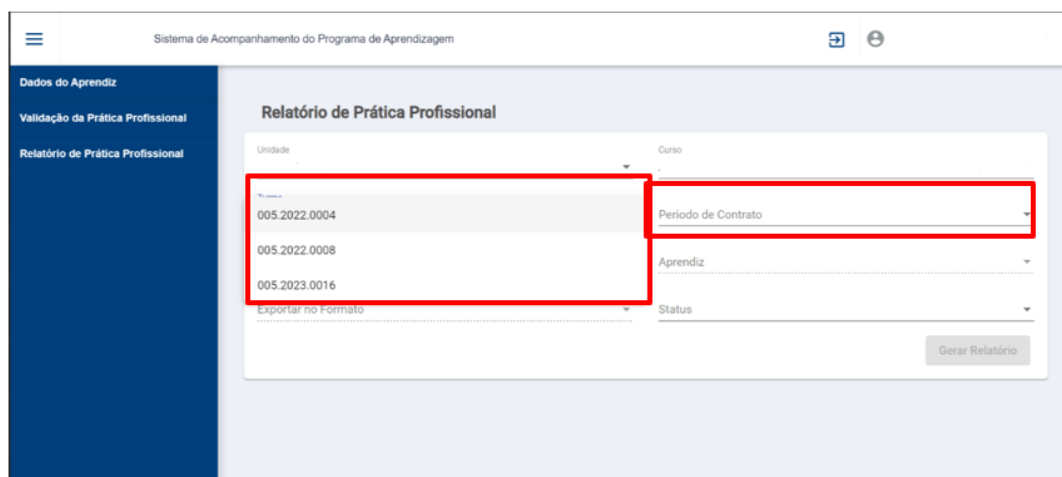 Sistema de Acompanhamento do Programa de Aprendizagem
Dados do Aprendiz
Validação da Prática Profissional
Relatório de Prática Profissional
Relatório de Prática Profissional
Unidade
Curso
Turma
005.2022.0004
005.2022.0008
005.2023.0016
Periodo de Contrato
Aprendiz
Exportar no Formato
Status
Gerar Relatório